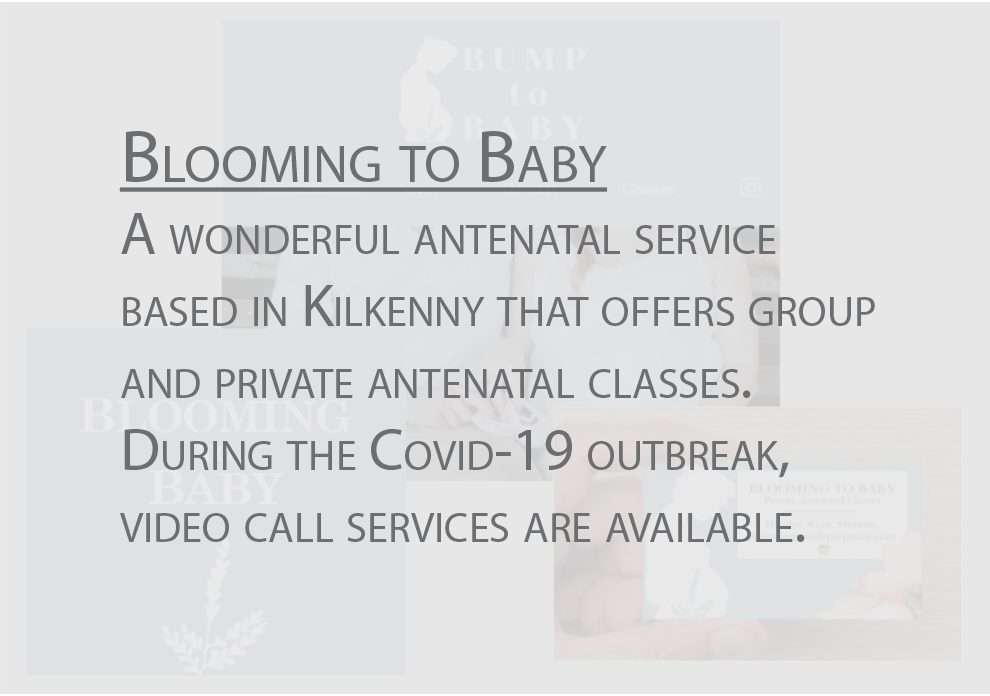 BUMP
to
BABY
Classes
Blooming to Baby
A wonderful antenatal service
based in Kilkenny that offers group
and private antenatal classes.
During the Covid-19 outbreak,
video call services are available.
BLOOMING
BABY
BLOOMING TO BABY
Private Antenatal Classes